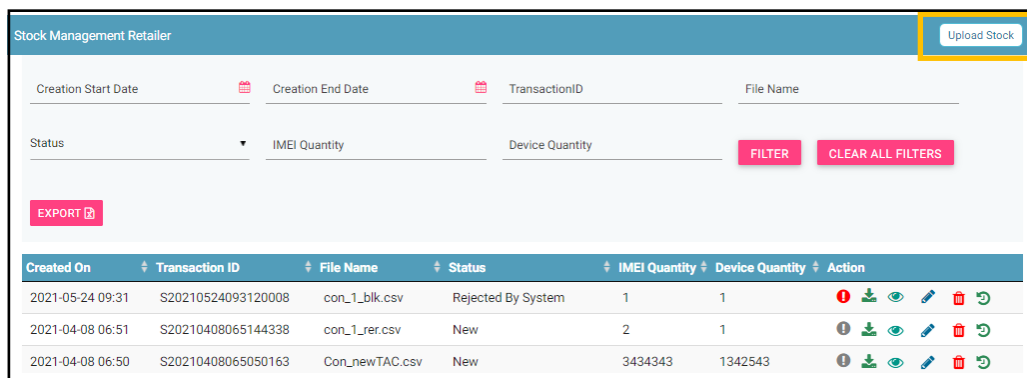 Stock Management Retailer Upload Stock
Creation Start Date Creation End Date TransactionID File Name
Status IMEI Quantity Device Quantity FILTER CLEAR ALL FILTERS
EXPORT
Created On Transaction ID File Name Status IMEI Quantity Device Quantity Action
2021-05-24 09:31 S20210524093120008 con_1_blk.csv Rejected By System 1 1
2021-04-08 06:51 S20210408065144338 con_1_rer.csv New 2 1
2021-04-08 06:50 S20210408065050163 Con_newTAC.csv New 3434343 1342543